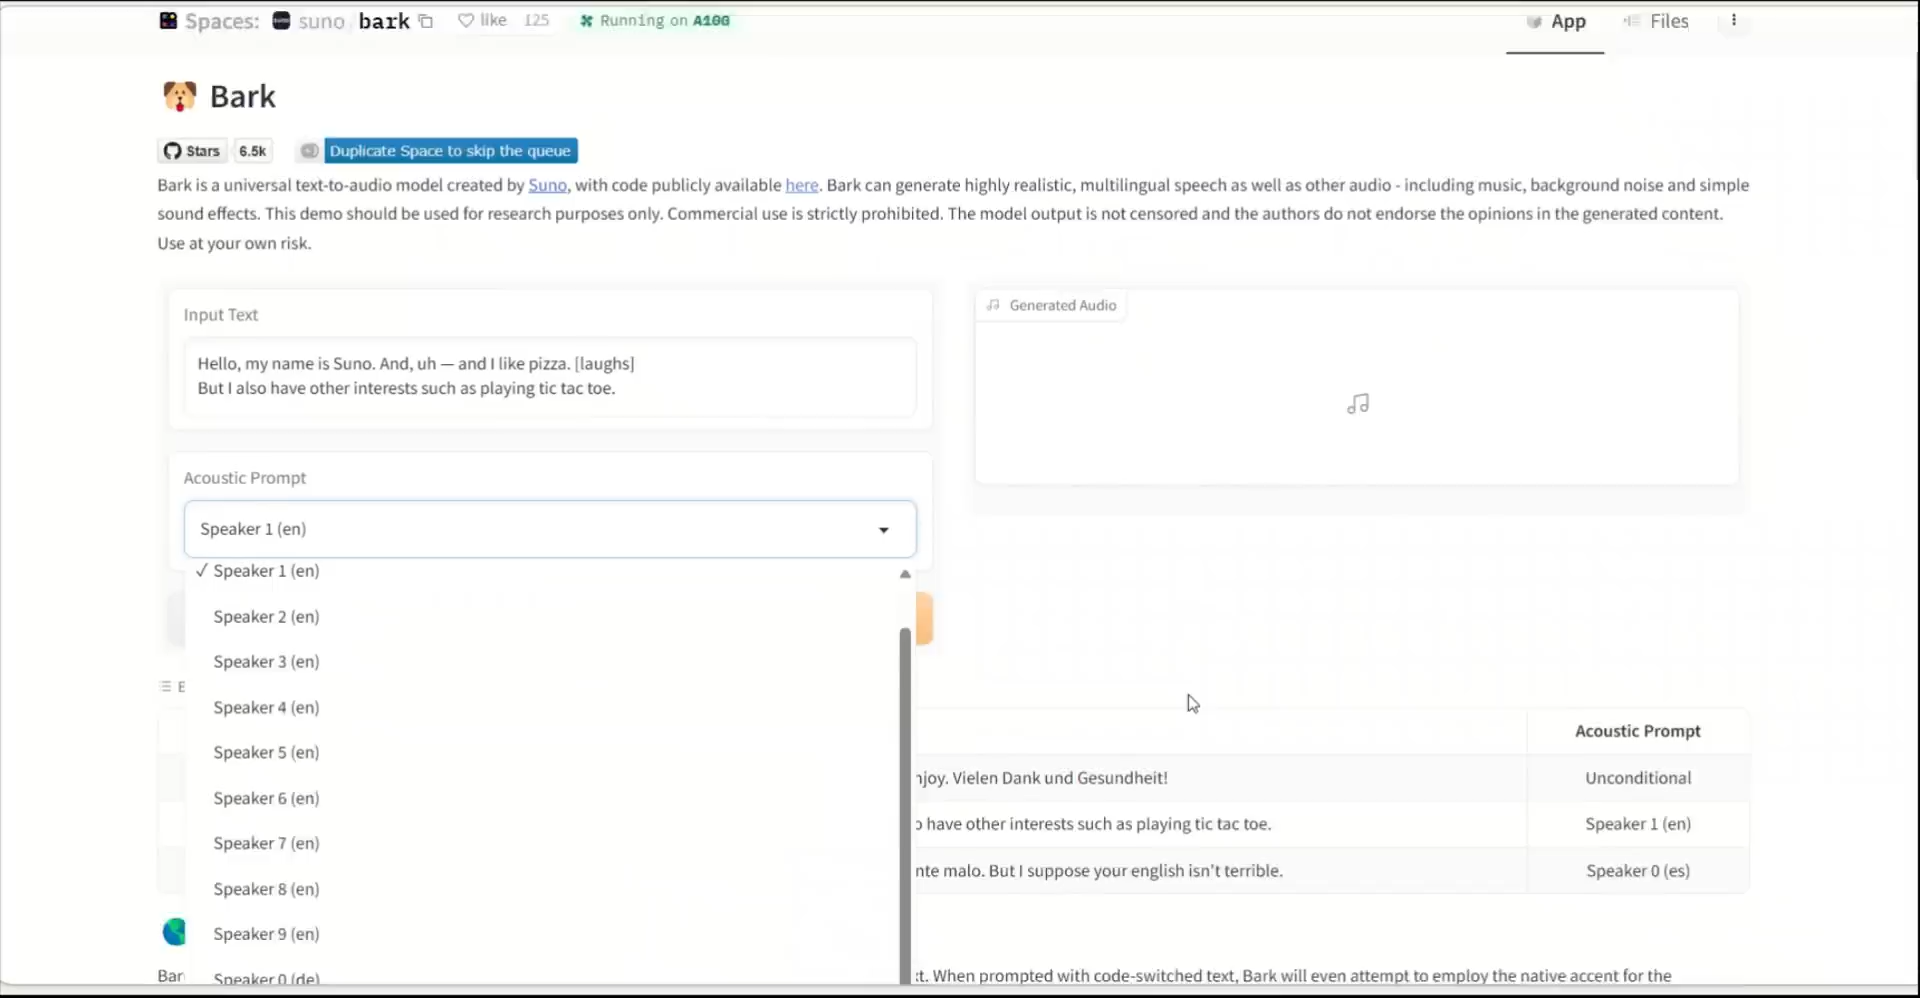 Spaces: suno bark like 125 Running on A10G App Files
Bark
Stars 6.5k Duplicate Space to skip the queue
Bark is a universal text-to-audio model created by Suno, with code publicly available here. Bark can generate highly realistic, multilingual speech as well as other audio - including music, background noise and simple
sound effects. This demo should be used for research purposes only. Commercial use is strictly prohibited. The model output is not censored and the authors do not endorse the opinions in the generated content.
Use at your own risk.
Input Text
Hello, my name is Suno. And, uh — and I like pizza. [laughs]
But I also have other interests such as playing tic tac toe.
Generated Audio
Acoustic Prompt
Speaker 1 (en)
✓ Speaker 1 (en)
Speaker 2 (en)
Speaker 3 (en)
Speaker 4 (en)
Speaker 5 (en)
Speaker 6 (en)
Speaker 7 (en)
Speaker 8 (en)
Speaker 9 (en)
Speaker 0 (de)
Acoustic Prompt
njoy. Vielen Dank und Gesundheit! Unconditional
o have other interests such as playing tic tac toe. Speaker 1 (en)
nte malo. But I suppose your english isn't terrible. Speaker 0 (es)
Bar
t. When prompted with code-switched text, Bark will even attempt to employ the native accent for the